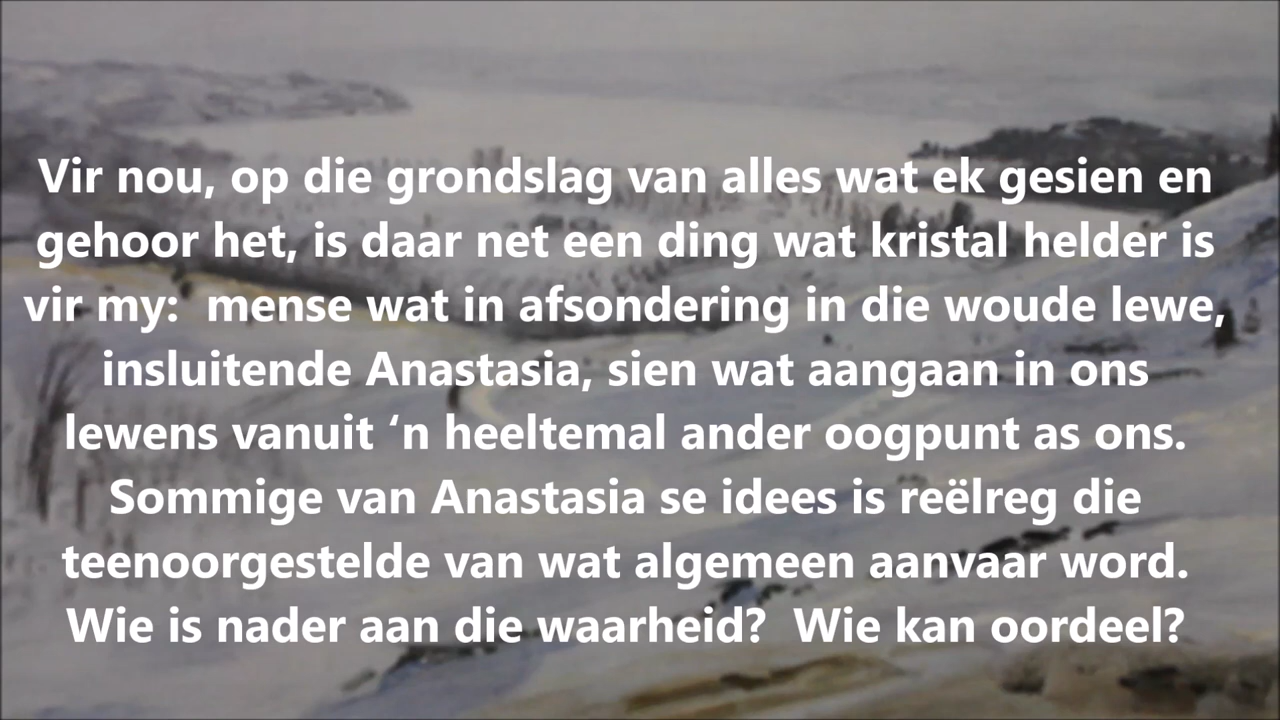 Vir nou, op die grondslag van alles wat ek gesien en
gehoor het, is daar net een ding wat kristal helder is
vir my:  mense wat in afsondering in die woude lewe,
insluitende Anastasia, sien wat aangaan in ons
lewens vanuit ‘n heeltemal ander oogpunt as ons.
Sommige van Anastasia se idees is reëlreg die
teenoorgestelde van wat algemeen aanvaar word.
Wie is nader aan die waarheid?  Wie kan oordeel?